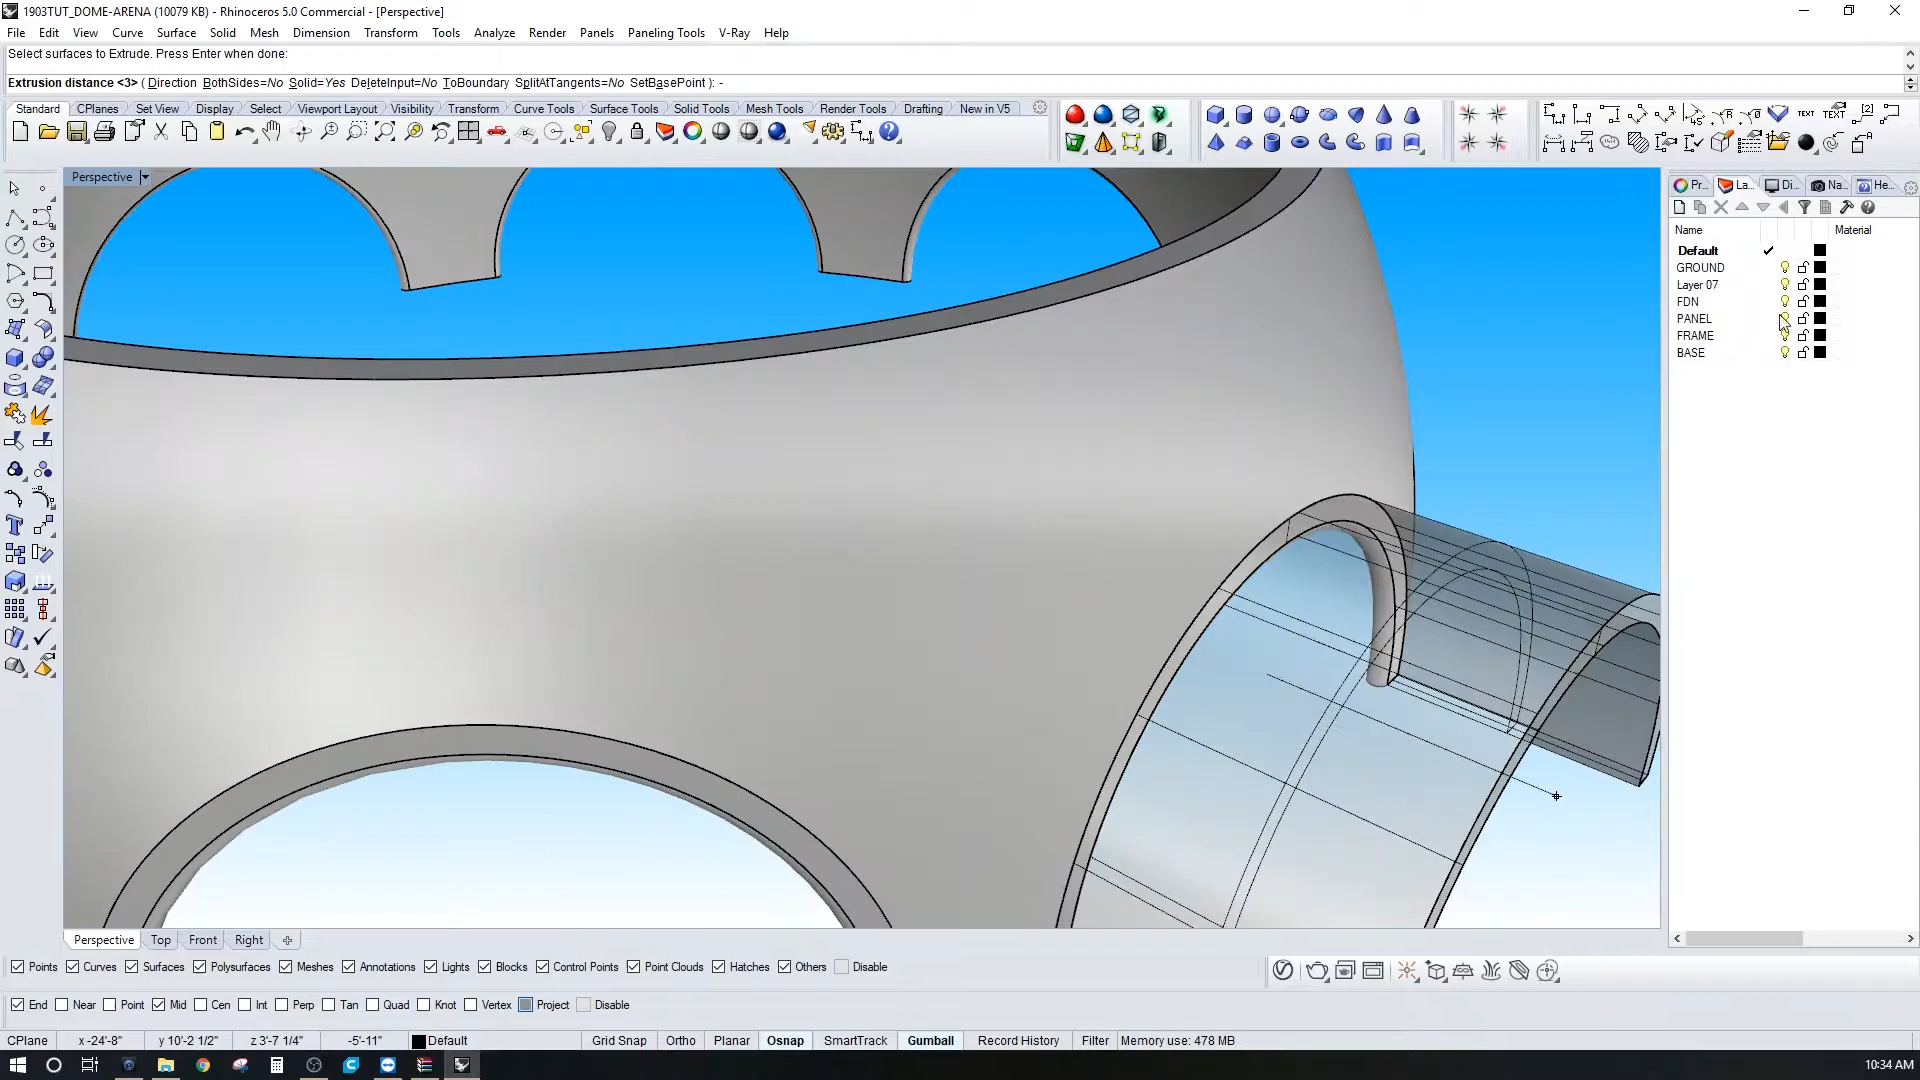 1903TUT_DOME-ARENA (10079 KB) - Rhinoceros 5.0 Commercial - [Perspective]
File Edit View Curve Surface Solid Mesh Dimension Transform Tools Analyze Render Panels Paneling Tools V-Ray Help
Select surfaces to Extrude. Press Enter when done:
Extrusion distance <3> ( Direction BothSides=No Solid=Yes DeleteInput=No ToBoundary SplitAtTangents=No SetBasePoint ): -
Standard CPlanes Set View Display Select Viewport Layout Visibility Transform Curve Tools Surface Tools Solid Tools Mesh Tools Render Tools Drafting New in V5
TEXT TEXT
Perspective
Pr... La... Di... Na... He...
Name Material
Default
GROUND
Layer 07
FDN
PANEL
FRAME
BASE
Perspective Top Front Right
Points Curves Surfaces Polysurfaces Meshes Annotations Lights Blocks Control Points Point Clouds Hatches Others Disable
End Near Point Mid Cen Int Perp Tan Quad Knot Vertex Project Disable
CPlane x -24'-8" y 10'-2 1/2" z 3'-7 1/4" -5'-11" Default Grid Snap Ortho Planar Osnap SmartTrack Gumball Record History Filter Memory use: 478 MB
10:34 AM